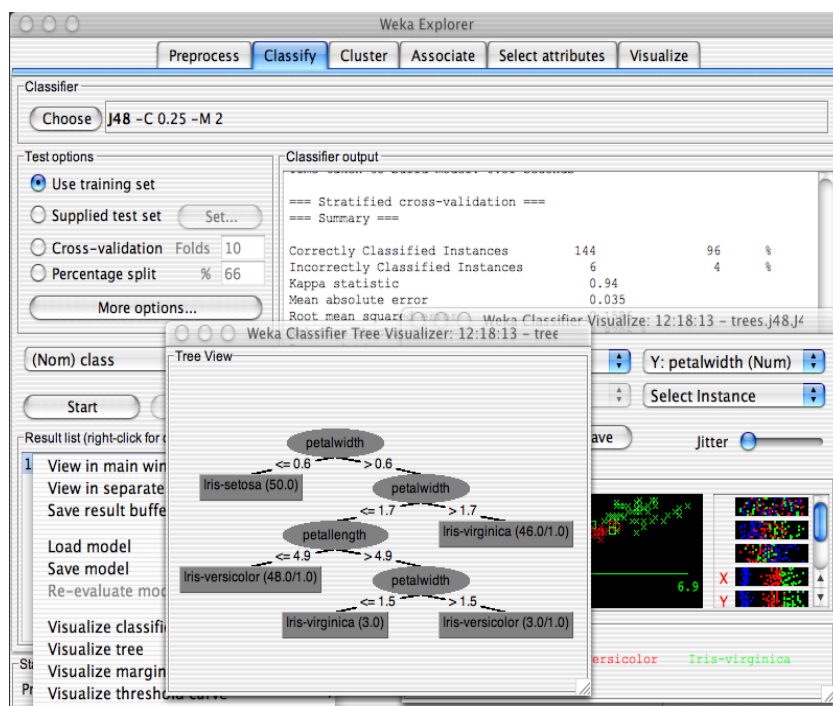 Weka Explorer
Preprocess Classify Cluster Associate Select attributes Visualize
Classifier
Choose J48 -C 0.25 -M 2
Test options
Use training set
Supplied test set Set...
Cross-validation Folds 10
Percentage split % 66
More options...
(Nom) class
Start
Result list (right-click for
Classifier output
=== Stratified cross-validation ===
=== Summary ===
Correctly Classified Instances 144 96 %
Incorrectly Classified Instances 6 4 %
Kappa statistic 0.94
Mean absolute error 0.035
Root mean
Weka Classifier Visualize: 12:18:13 - trees.j48.J4
Y: petalwidth (Num)
Select Instance
Jitter
6.9
X
Y
Iris-virginica
View in main
View in separate
Save result
Load model
Save model
Re-evaluate
Visualize
Visualize tree
Visualize
Visualize threshold curve
Weka Classifier Tree Visualizer: 12:18:13 - tree
Tree View
petalwidth
<= 0.6 > 0.6
Iris-setosa (50.0) petalwidth
<= 1.7 > 1.7
petallength Iris-virginica (46.0/1.0)
<= 4.9 > 4.9
Iris-versicolor (48.0/1.0) petalwidth
<= 1.5 > 1.5
Iris-virginica (3.0) Iris-versicolor (3.0/1.0)